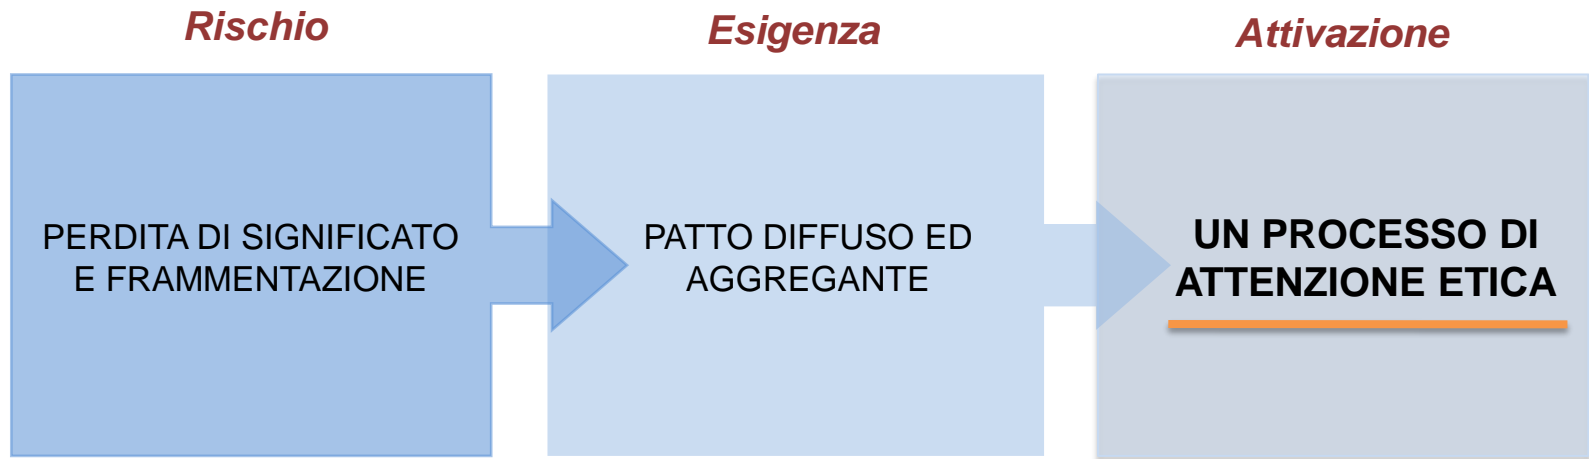 Rischio
Esigenza
Attivazione
PERDITA DI SIGNIFICATO
E FRAMMENTAZIONE
PATTO DIFFUSO ED
AGGREGANTE
UN PROCESSO DI
ATTENZIONE ETICA